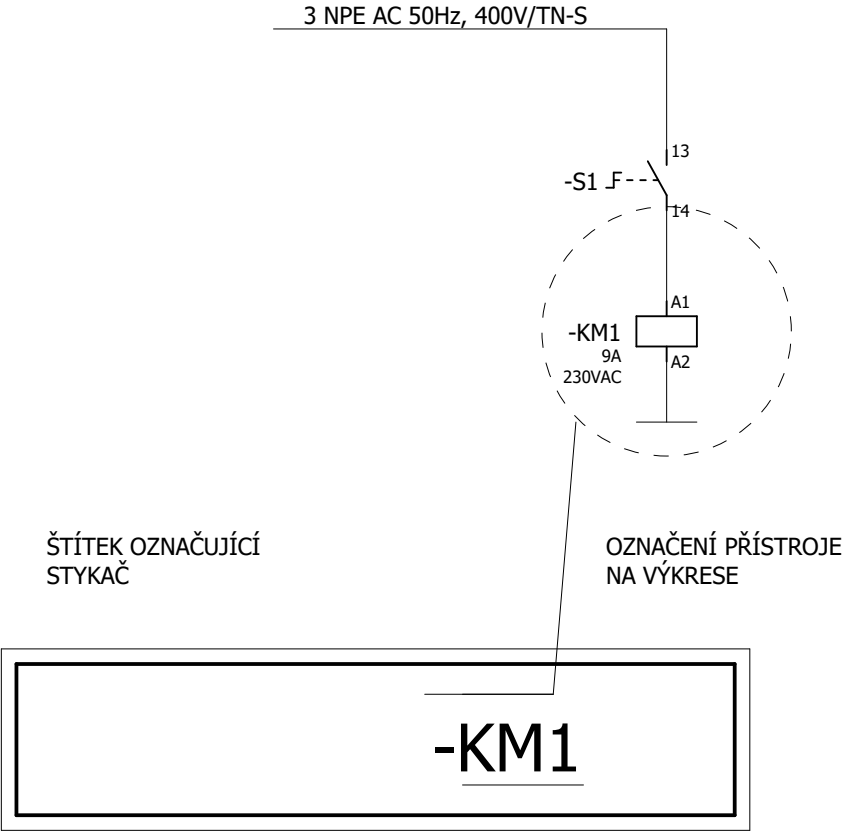 3 NPE AC 50Hz, 400V/TN-S
13
-S1
14
A1
-KM1
9A
A2
230VAC
ŠTÍTEK OZNAČUJÍCÍ
STYKAČ
OZNAČENÍ PŘÍSTROJE
NA VÝKRESE
-KM1